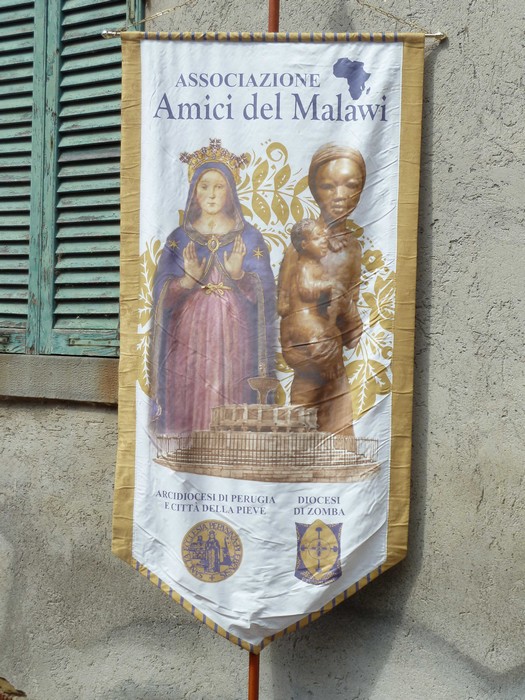 ASSOCIAZIONE
Amici del Malawi
ARCIDIOCESI DI PERUGIA
E CITTÀ DELLA PIEVE
DIOCESI
DI ZOMBA